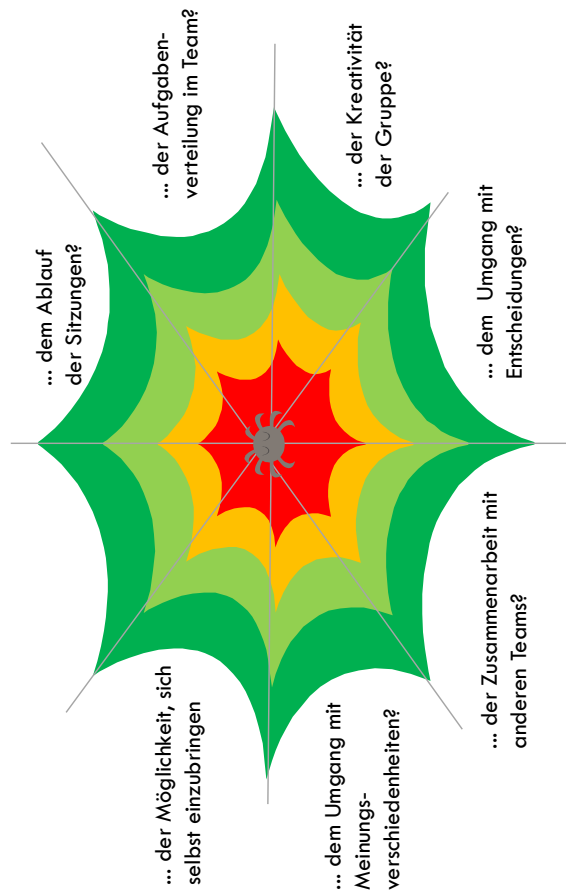 ... dem Ablauf
der Sitzungen?
... der Möglichkeit, sich
selbst einzubringen
... der Aufgaben-
verteilung im Team?
... dem Umgang mit
Meinungs-
verschiedenheiten?
... der Kreativität
der Gruppe?
... der Zusammenarbeit mit
anderen Teams?
... dem Umgang mit
Entscheidungen?